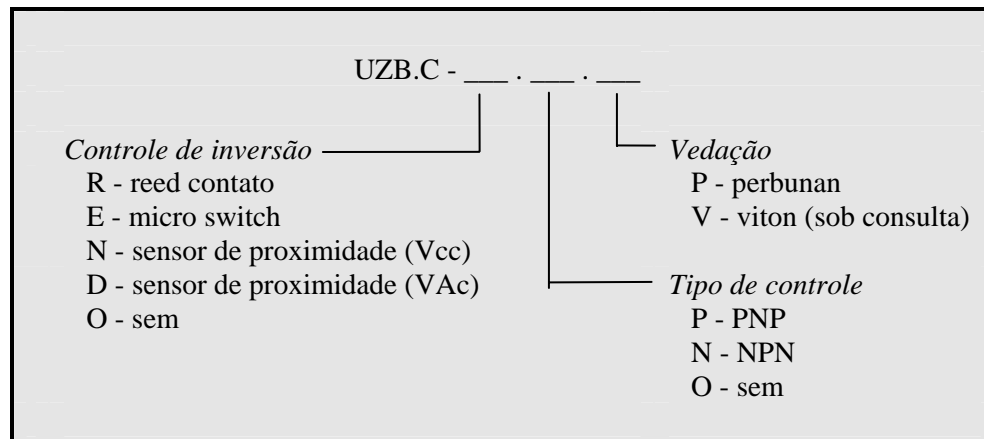 UZB.C - ___ . ___ . ___
Controle de inversão
R - reed contato
E - micro switch
N - sensor de proximidade (Vcc)
D - sensor de proximidade (VAc)
O - sem
Vedação
P - perbunan
V - viton (sob consulta)
Tipo de controle
P - PNP
N - NPN
O - sem